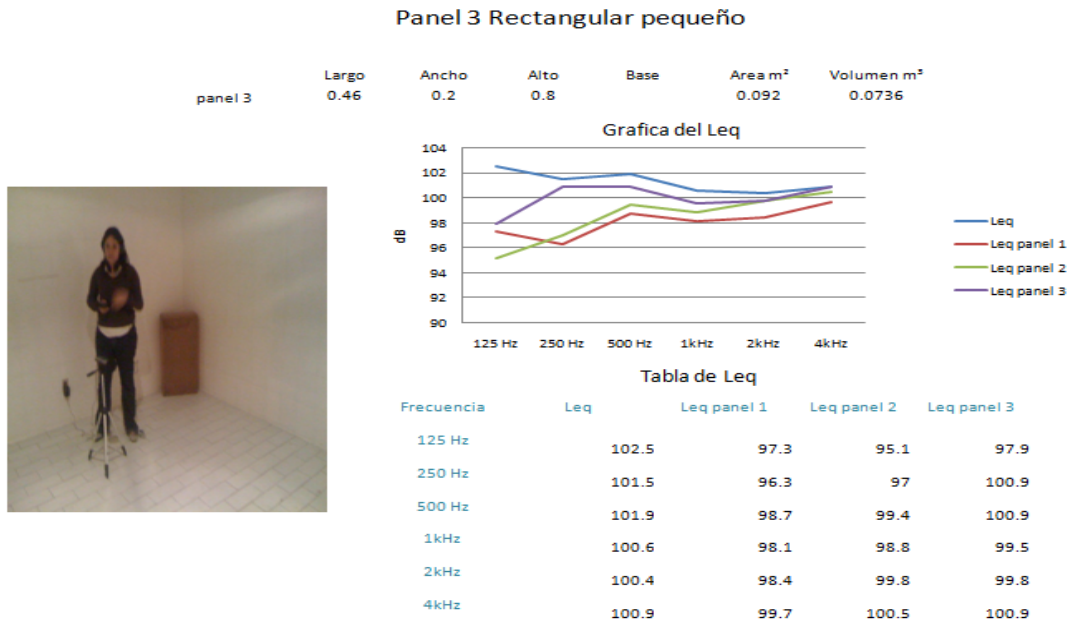 Panel 3 Rectangular pequeño
Largo Ancho Alto Base Area m² Volumen m³
panel 3 0.46 0.2 0.8 0.092 0.0736
Grafica del Leq
104
102
100
98
96
94
92
90
dB
125 Hz 250 Hz 500 Hz 1kHz 2kHz 4kHz
Leq
Leq panel 1
Leq panel 2
Leq panel 3
Tabla de Leq
Frecuencia Leq Leq panel 1 Leq panel 2 Leq panel 3
125 Hz 102.5 97.3 95.1 97.9
250 Hz 101.5 96.3 97 100.9
500 Hz 101.9 98.7 99.4 100.9
1kHz 100.6 98.1 98.8 99.5
2kHz 100.4 98.4 99.8 99.8
4kHz 100.9 99.7 100.5 100.9